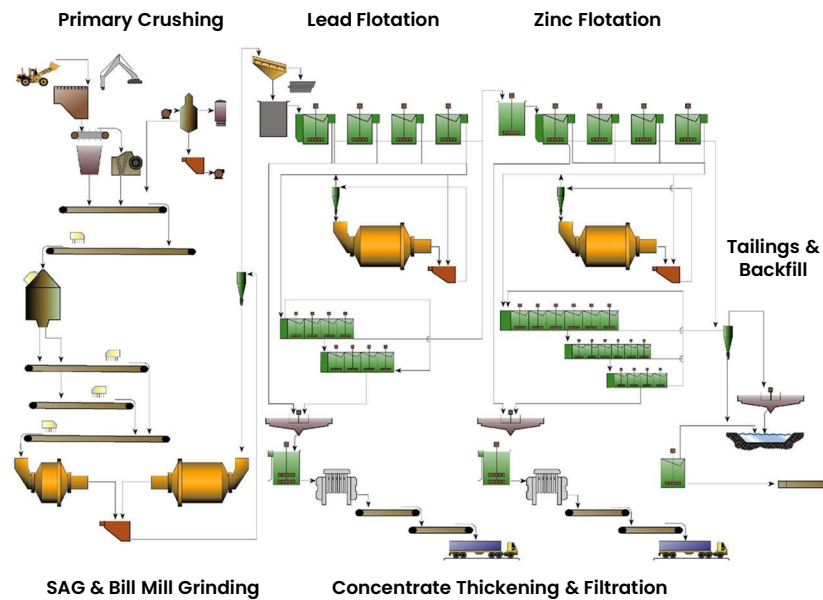 Primary Crushing
Lead Flotation
Zinc Flotation
Tailings &
Backfill
SAG & Bill Mill Grinding
Concentrate Thickening & Filtration